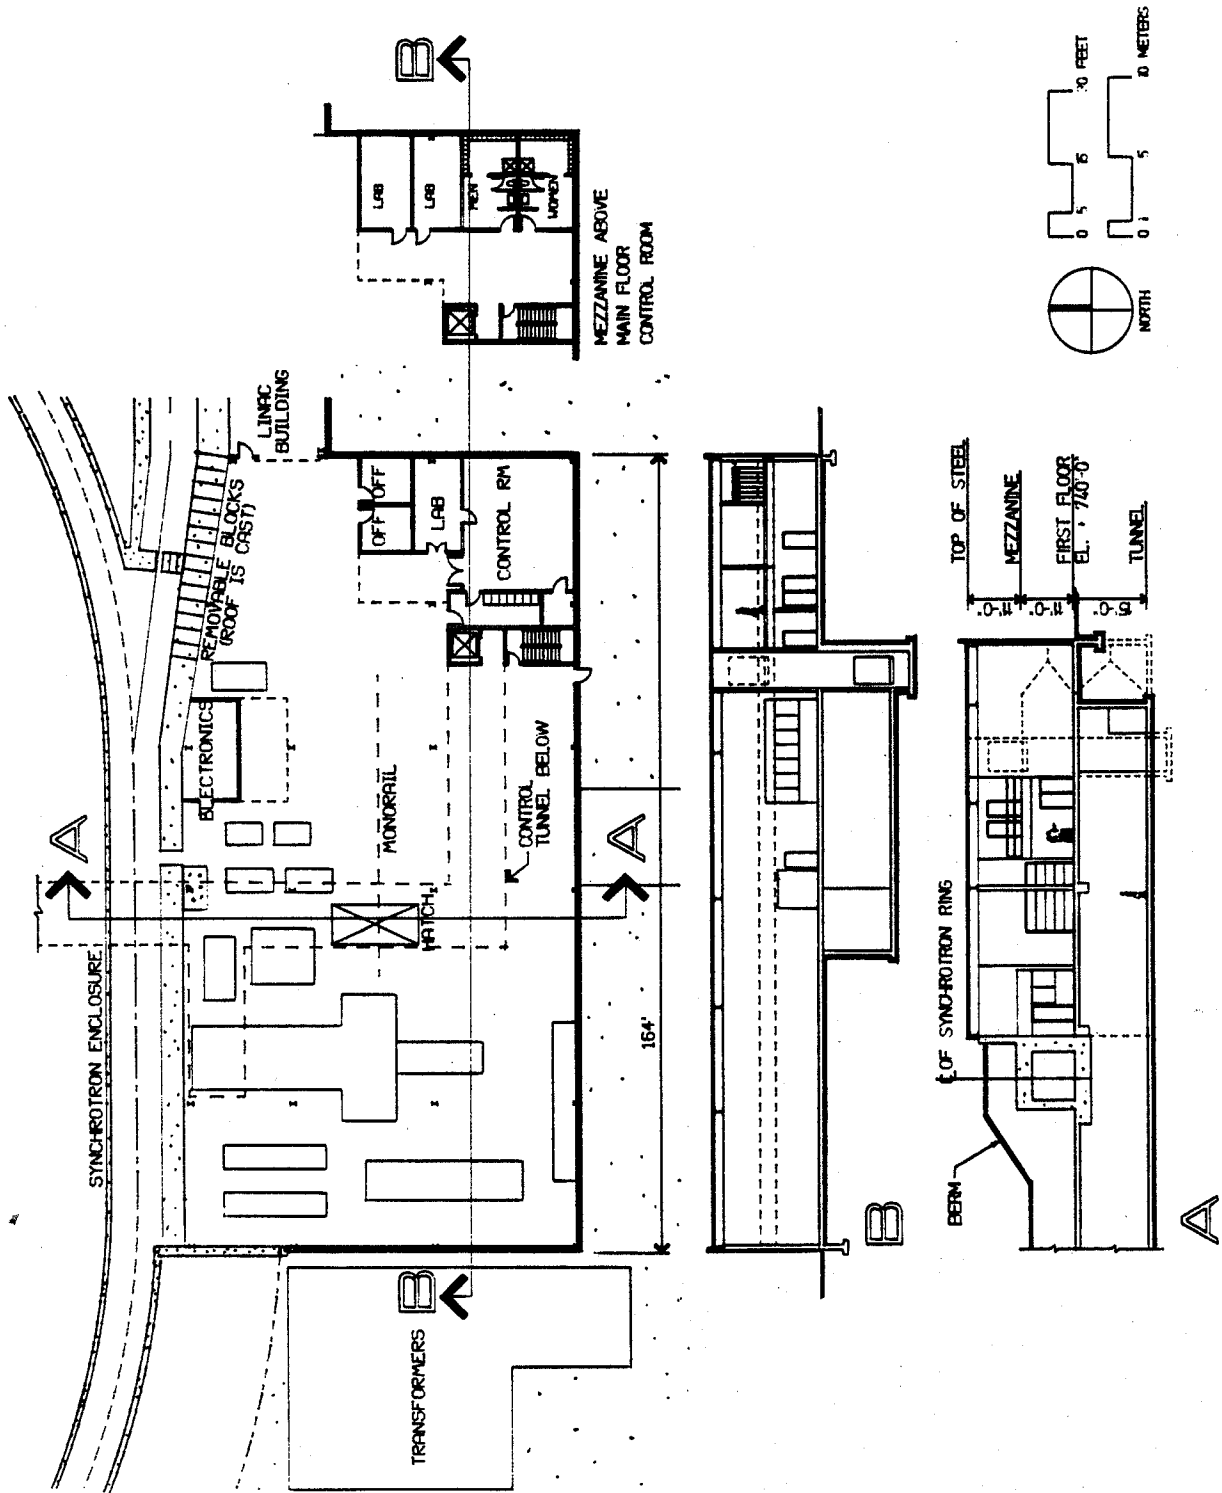 SYNCHROTRON ENCLOSURE
A
ELECTRONICS
REMOVABLE BLOCKS
(ROOF IS CAST)
LINAC
BUILDING
OFF
OFF
LAB
CONTROL RM
MONORAIL
HATCH
CONTROL
TUNNEL BELOW
A
164'
B
TRANSFORMERS
B
LAB
LAB
MEN
WOMEN
MEZZANINE ABOVE
MAIN FLOOR
CONTROL ROOM
B
BERM
℄ OF SYNCHROTRON RING
TOP OF STEEL
11'-0"
MEZZANINE
11'-0"
FIRST FLOOR
EL. + 740'-0"
15'-0"
TUNNEL
A
NORTH
0 5 15 30 FEET
0 1 5 10 METERS